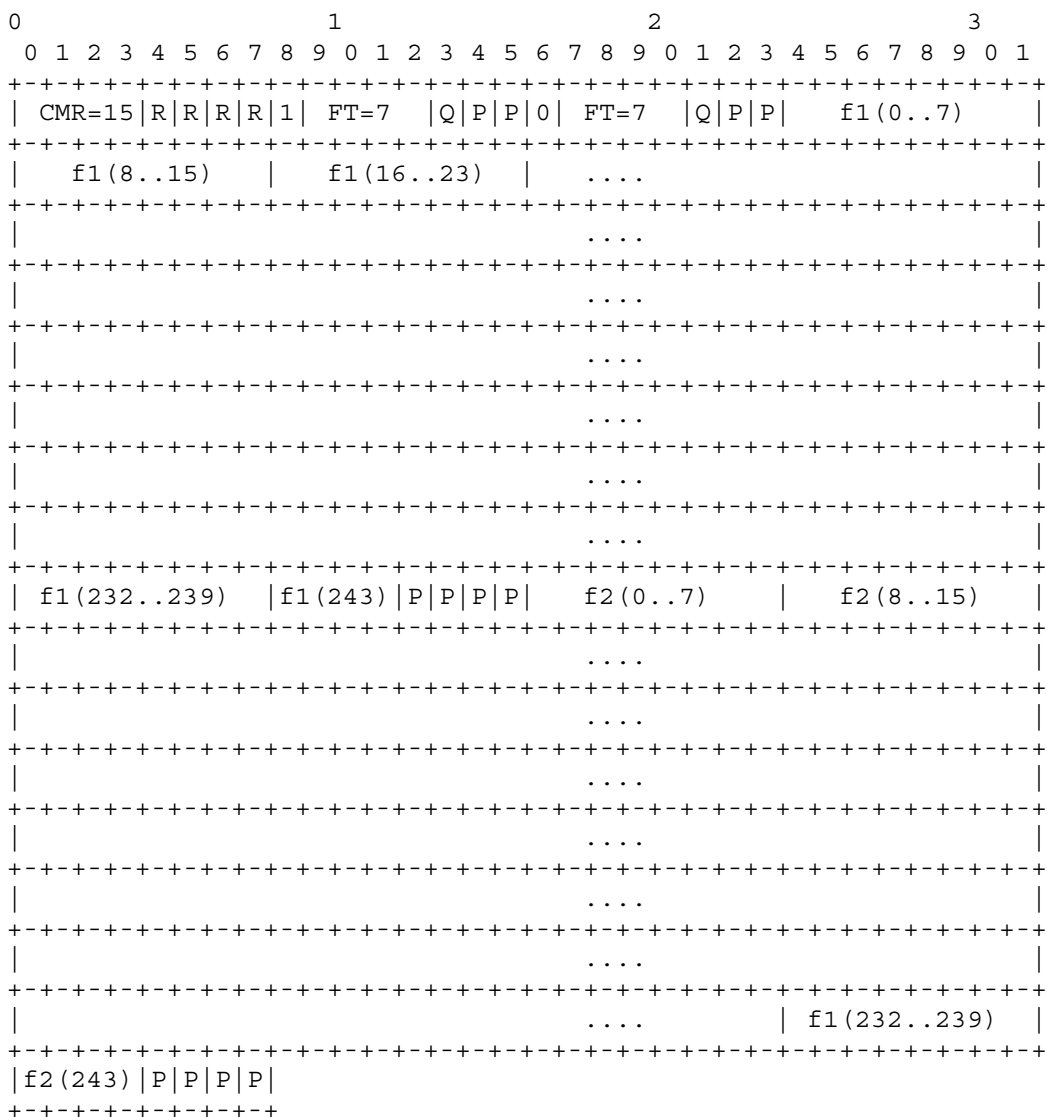 0                   1                   2                   3
 0 1 2 3 4 5 6 7 8 9 0 1 2 3 4 5 6 7 8 9 0 1 2 3 4 5 6 7 8 9 0 1
+-+-+-+-+-+-+-+-+-+-+-+-+-+-+-+-+-+-+-+-+-+-+-+-+-+-+-+-+-+-+-+-+
| CMR=15|R|R|R|R|1| FT=7  |Q|P|P|0| FT=7  |Q|P|P|   f1(0..7)    |
+-+-+-+-+-+-+-+-+-+-+-+-+-+-+-+-+-+-+-+-+-+-+-+-+-+-+-+-+-+-+-+-+
|   f1(8..15)   |   f1(16..23)  |   ....                        |
+-+-+-+-+-+-+-+-+-+-+-+-+-+-+-+-+-+-+-+-+-+-+-+-+-+-+-+-+-+-+-+-+
|                                   ....                        |
+-+-+-+-+-+-+-+-+-+-+-+-+-+-+-+-+-+-+-+-+-+-+-+-+-+-+-+-+-+-+-+-+
|                                   ....                        |
+-+-+-+-+-+-+-+-+-+-+-+-+-+-+-+-+-+-+-+-+-+-+-+-+-+-+-+-+-+-+-+-+
|                                   ....                        |
+-+-+-+-+-+-+-+-+-+-+-+-+-+-+-+-+-+-+-+-+-+-+-+-+-+-+-+-+-+-+-+-+
|                                   ....                        |
+-+-+-+-+-+-+-+-+-+-+-+-+-+-+-+-+-+-+-+-+-+-+-+-+-+-+-+-+-+-+-+-+
|                                   ....                        |
+-+-+-+-+-+-+-+-+-+-+-+-+-+-+-+-+-+-+-+-+-+-+-+-+-+-+-+-+-+-+-+-+
|                                   ....                        |
+-+-+-+-+-+-+-+-+-+-+-+-+-+-+-+-+-+-+-+-+-+-+-+-+-+-+-+-+-+-+-+-+
| f1(232..239)  |f1(243)|P|P|P|P|   f2(0..7)    |   f2(8..15)   |
+-+-+-+-+-+-+-+-+-+-+-+-+-+-+-+-+-+-+-+-+-+-+-+-+-+-+-+-+-+-+-+-+
|                                   ....                        |
+-+-+-+-+-+-+-+-+-+-+-+-+-+-+-+-+-+-+-+-+-+-+-+-+-+-+-+-+-+-+-+-+
|                                   ....                        |
+-+-+-+-+-+-+-+-+-+-+-+-+-+-+-+-+-+-+-+-+-+-+-+-+-+-+-+-+-+-+-+-+
|                                   ....                        |
+-+-+-+-+-+-+-+-+-+-+-+-+-+-+-+-+-+-+-+-+-+-+-+-+-+-+-+-+-+-+-+-+
|                                   ....                        |
+-+-+-+-+-+-+-+-+-+-+-+-+-+-+-+-+-+-+-+-+-+-+-+-+-+-+-+-+-+-+-+-+
|                                   ....                        |
+-+-+-+-+-+-+-+-+-+-+-+-+-+-+-+-+-+-+-+-+-+-+-+-+-+-+-+-+-+-+-+-+
|                                   ....                        |
+-+-+-+-+-+-+-+-+-+-+-+-+-+-+-+-+-+-+-+-+-+-+-+-+-+-+-+-+-+-+-+-+
|                                   ....        | f1(232..239)  |
+-+-+-+-+-+-+-+-+-+-+-+-+-+-+-+-+-+-+-+-+-+-+-+-+-+-+-+-+-+-+-+-+
|f2(243)|P|P|P|P|
+-+-+-+-+-+-+-+-+